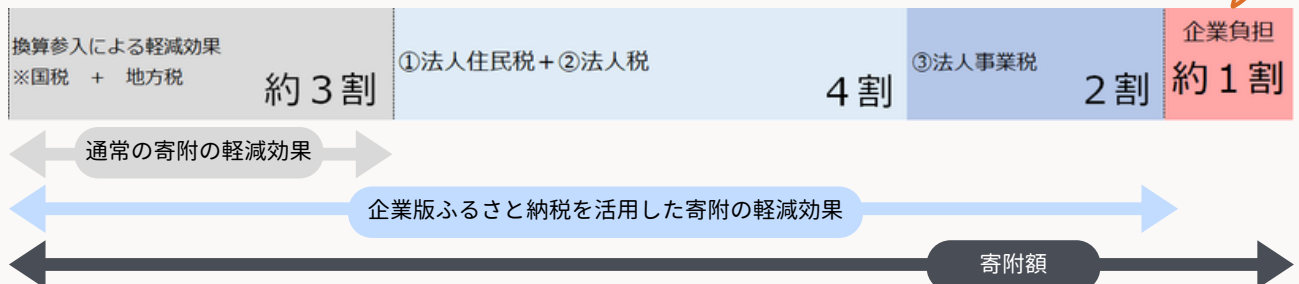 換算参入による軽減効果
※国税 + 地方税
約3割
①法人住民税+②法人税
4割
③法人事業税
2割
企業負担
約1割
通常の寄附の軽減効果
企業版ふるさと納税を活用した寄附の軽減効果
寄附額